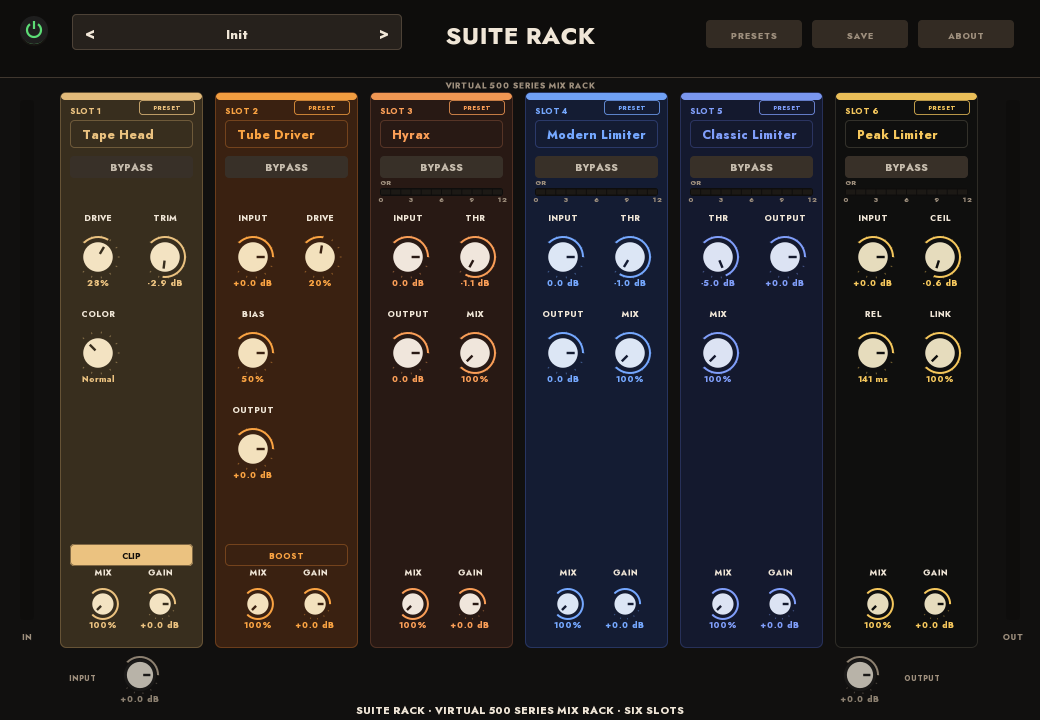 < Init >
SUITE RACK
PRESETS SAVE ABOUT
VIRTUAL 500 SERIES MIX RACK
SLOT 1 PRESET SLOT 2 PRESET SLOT 3 PRESET SLOT 4 PRESET SLOT 5 PRESET SLOT 6 PRESET
Tape Head Tube Driver Hyrax Modern Limiter Classic Limiter Peak Limiter
BYPASS BYPASS BYPASS BYPASS BYPASS BYPASS
GR GR GR GR
0 3 6 9 12 0 3 6 9 12 0 3 6 9 12 0 3 6 9 12
DRIVE TRIM INPUT DRIVE INPUT THR INPUT THR THR OUTPUT INPUT CEIL
28% -2.9 dB +0.0 dB 20% 0.0 dB -1.1 dB 0.0 dB -1.0 dB -5.0 dB +0.0 dB +0.0 dB -0.6 dB
COLOR BIAS OUTPUT MIX OUTPUT MIX MIX REL LINK
Normal 50% 0.0 dB 100% 0.0 dB 100% 100% 141 ms 100%
OUTPUT
+0.0 dB
CLIP BOOST
MIX GAIN MIX GAIN MIX GAIN MIX GAIN MIX GAIN MIX GAIN
100% +0.0 dB 100% +0.0 dB 100% +0.0 dB 100% +0.0 dB 100% +0.0 dB 100% +0.0 dB
IN OUT
INPUT OUTPUT
+0.0 dB +0.0 dB
SUITE RACK · VIRTUAL 500 SERIES MIX RACK · SIX SLOTS